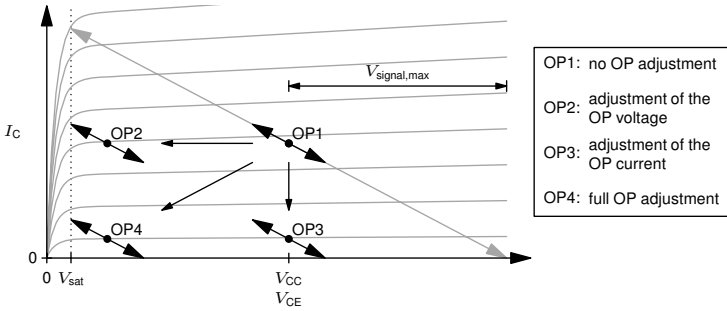 V_signal,max
I_C
OP2
OP1
OP4
OP3
0
0
V_sat
V_CC
V_CE
OP1: no OP adjustment
OP2: adjustment of the
OP voltage
OP3: adjustment of the
OP current
OP4: full OP adjustment